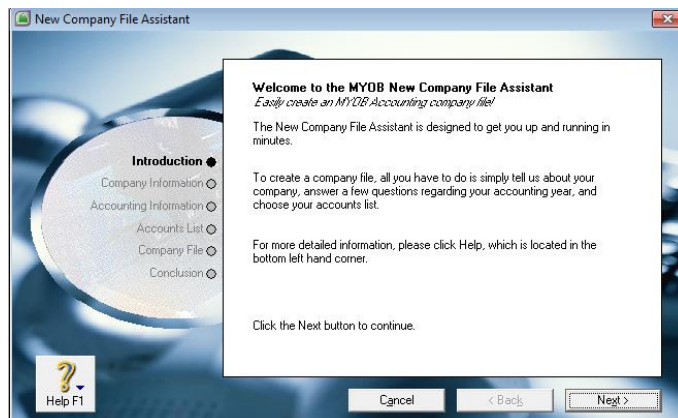 New Company File Assistant
Welcome to the MYOB New Company File Assistant
Easily create an MYOB Accounting company file!
The New Company File Assistant is designed to get you up and running in
minutes.
To create a company file, all you have to do is simply tell us about your
company, answer a few questions regarding your accounting year, and
choose your accounts list.
For more detailed information, please click Help, which is located in the
bottom left hand corner.
Click the Next button to continue.
Introduction
Company Information
Accounting Information
Accounts List
Company File
Conclusion
Help F1
Cancel
< Back
Next >